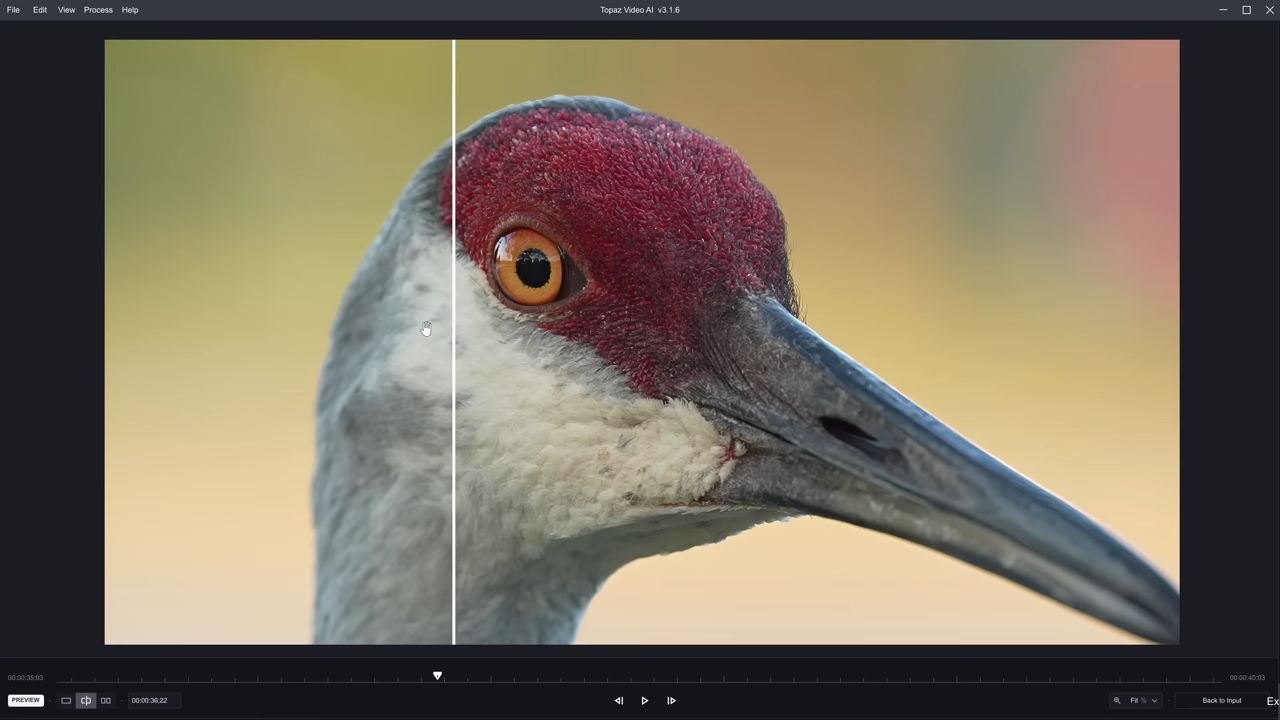 File Edit View Process Help Topaz Video AI v3.1.6
00:00:35;03 00:00:40;03
PREVIEW 00:00:36;22 Fit % Back to Input Ex